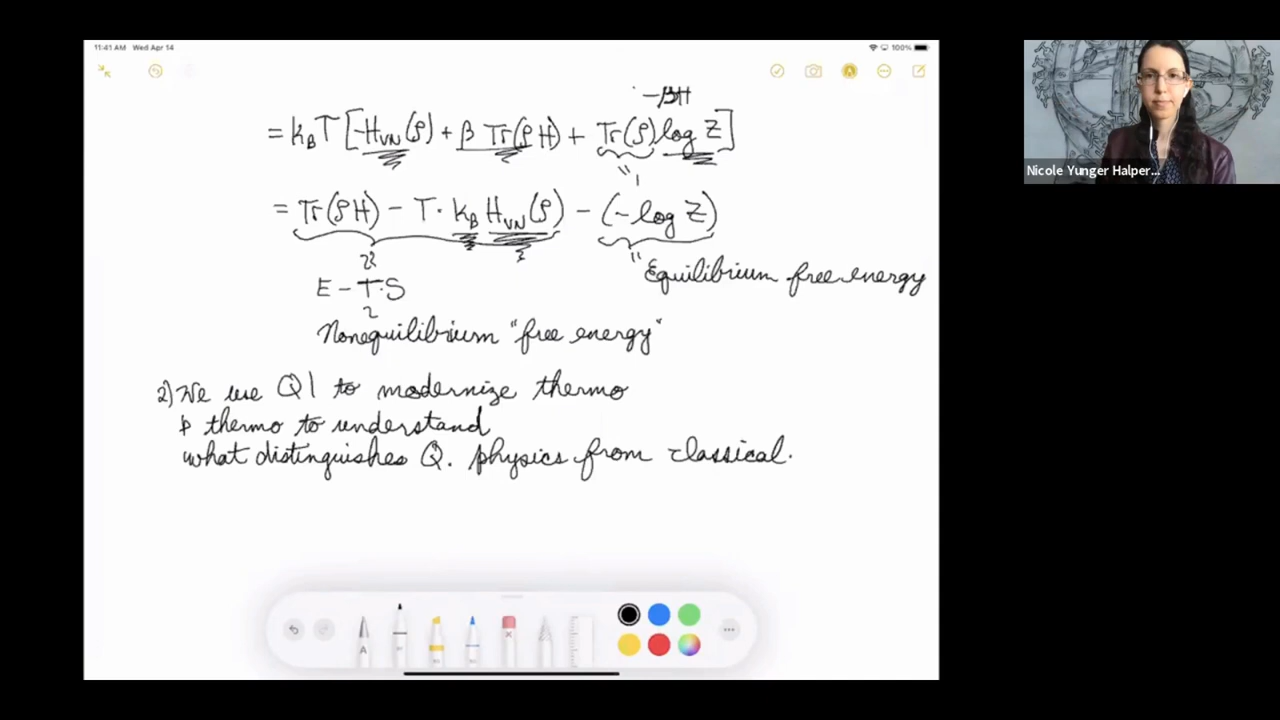 11:41 AM Wed Apr 14
100%
-βH
= k_B T [-H_VN(ρ) + β Tr(ρH) + Tr(ρ) log Z]
" 1
= Tr(ρH) - T · k_B H_VN(ρ) - (-log Z)
E - T·S
" Equilibrium free energy
Nonequilibrium "free energy"
2) We use QI to modernize thermo
& thermo to understand
what distinguishes Q. physics from classical.
A
Nicole Yunger Halper...